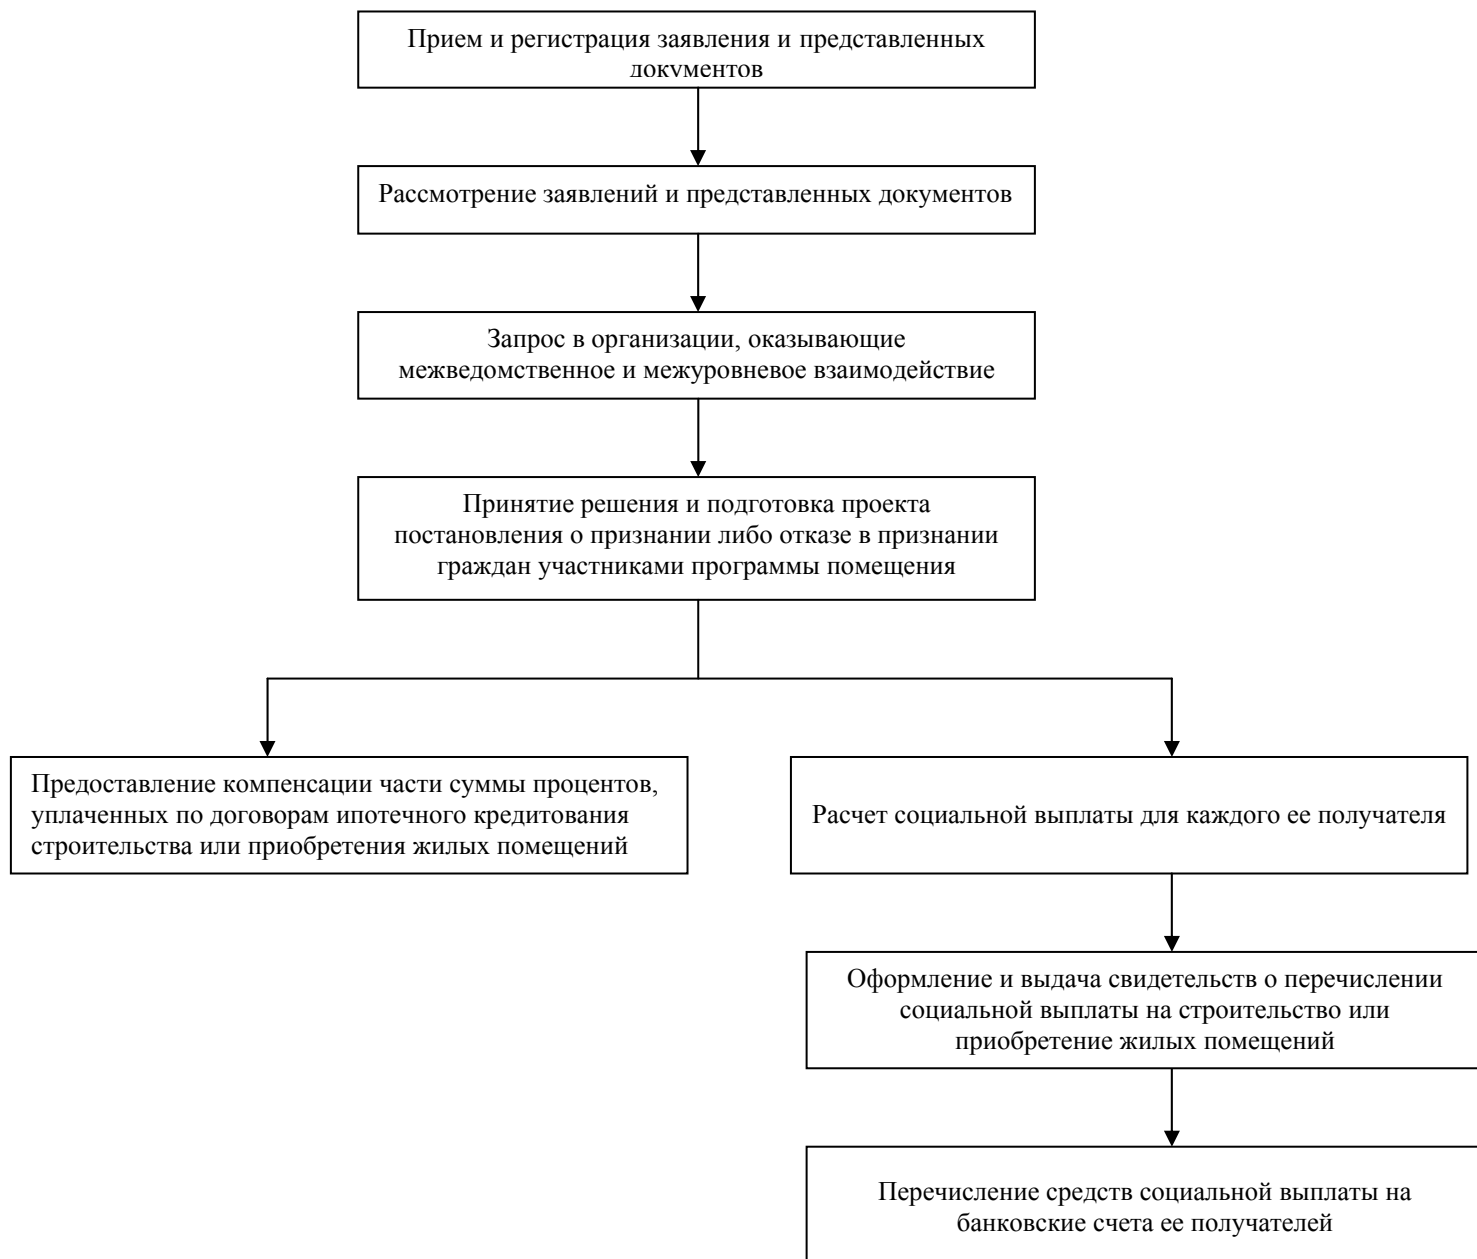 Прием и регистрация заявления и представленных
документов
Рассмотрение заявлений и представленных документов
Запрос в организации, оказывающие
межведомственное и межуровневое взаимодействие
Принятие решения и подготовка проекта
постановления о признании либо отказе в признании
граждан участниками программы помещения
Предоставление компенсации части суммы процентов,
уплаченных по договорам ипотечного кредитования
строительства или приобретения жилых помещений
Расчет социальной выплаты для каждого ее получателя
Оформление и выдача свидетельств о перечислении
социальной выплаты на строительство или
приобретение жилых помещений
Перечисление средств социальной выплаты на
банковские счета ее получателей